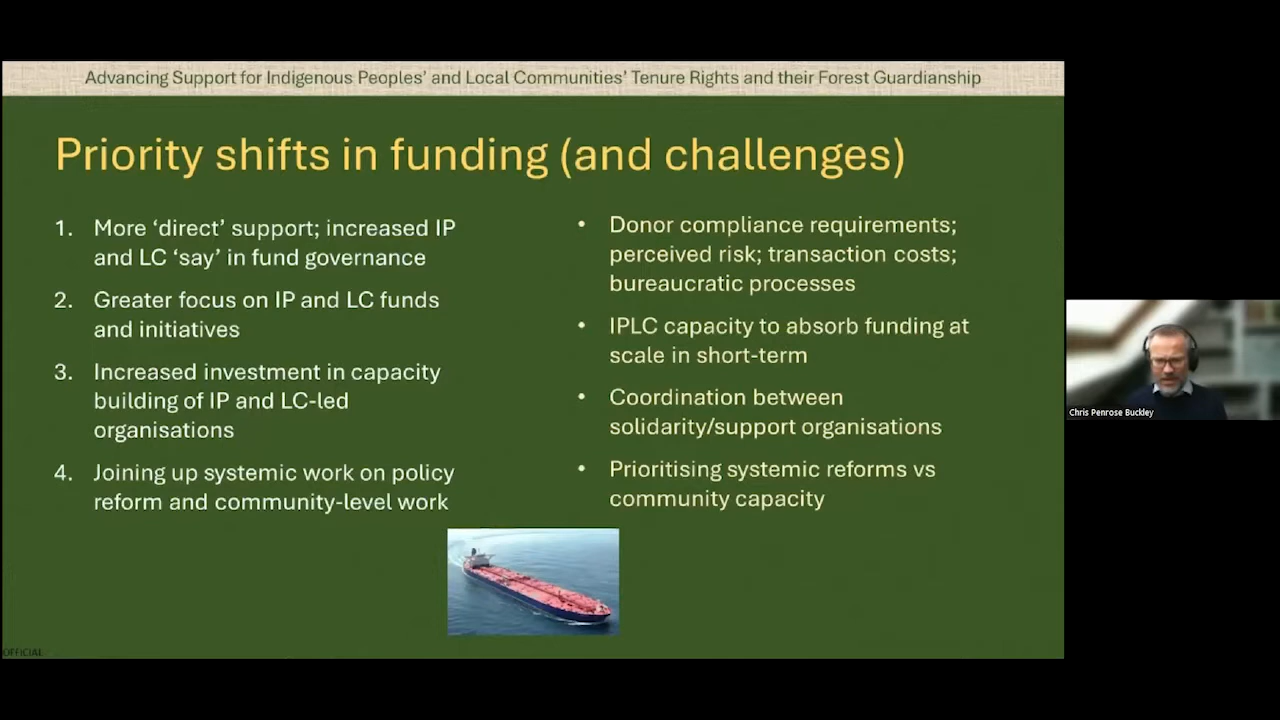 Advancing Support for Indigenous Peoples’ and Local Communities’ Tenure Rights and their Forest Guardianship
Priority shifts in funding (and challenges)
1. More ‘direct’ support; increased IP
and LC ‘say’ in fund governance
2. Greater focus on IP and LC funds
and initiatives
3. Increased investment in capacity
building of IP and LC-led
organisations
4. Joining up systemic work on policy
reform and community-level work
• Donor compliance requirements;
perceived risk; transaction costs;
bureaucratic processes
• IPLC capacity to absorb funding at
scale in short-term
• Coordination between
solidarity/support organisations
• Prioritising systemic reforms vs
community capacity
OFFICIAL
Chris Penrose Buckley